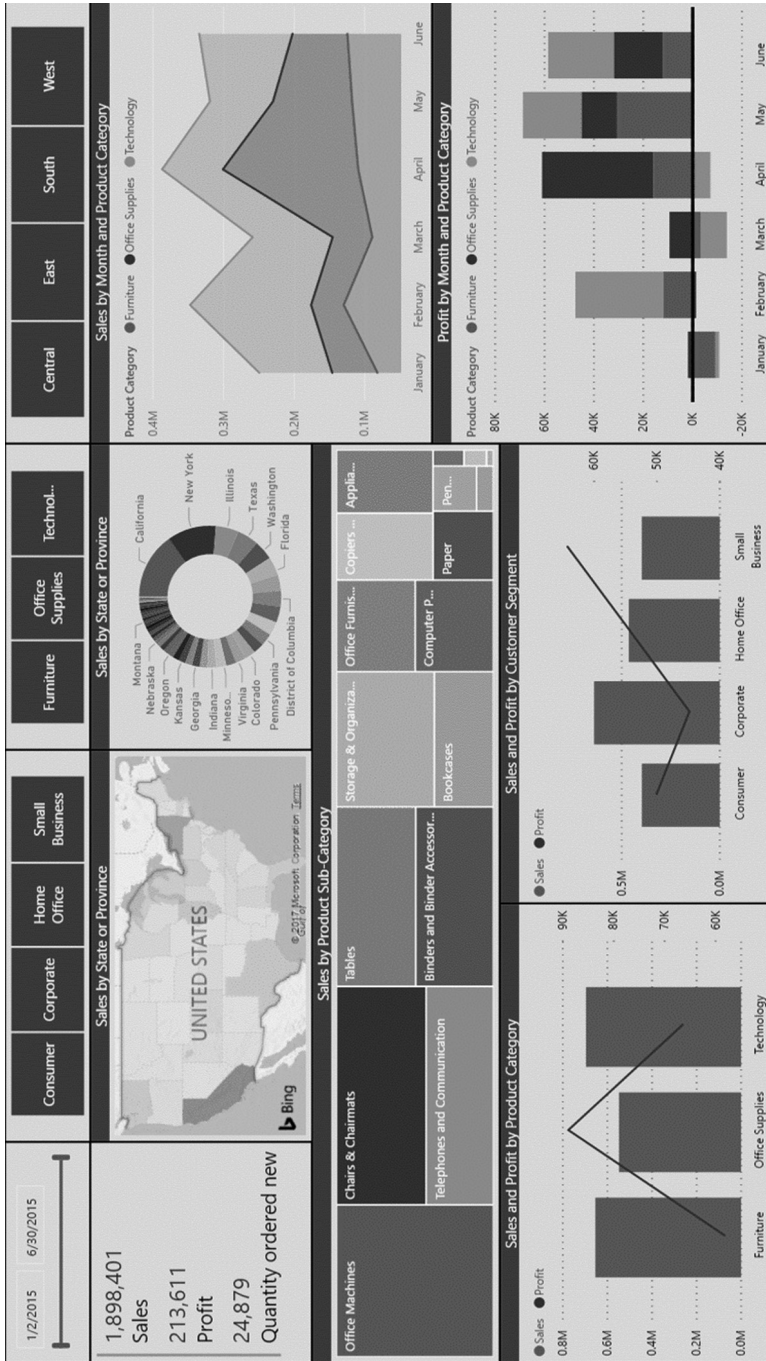 1/2/2015
6/30/2015
Consumer
Corporate
Home
Office
Small
Business
Furniture
Office
Supplies
Technol...
Central
East
South
West
1,898,401
Sales
213,611
Profit
24,879
Quantity ordered new
Sales by State or Province
UNITED STATES
Bing
© 2017 Microsoft Corporation Terms
Gulf of
Sales by State or Province
California
New York
Illinois
Texas
Washington
Florida
District of Columbia
Pennsylvania
Colorado
Virginia
Minneso...
Indiana
Georgia
Kansas
Oregon
Nebraska
Montana
Sales by Month and Product Category
Product Category Furniture Office Supplies Technology
0.4M
0.3M
0.2M
0.1M
January February March April May June
Sales by Product Sub-Category
Office Machines
Chairs & Chairmats
Telephones and Communication
Tables
Binders and Binder Accessor...
Storage & Organiza...
Bookcases
Office Furnis...
Computer P...
Copiers ...
Paper
Applia...
Pen...
Profit by Month and Product Category
Product Category Furniture Office Supplies Technology
80K
60K
40K
20K
0K
-20K
January February March April May June
Sales and Profit by Product Category
Sales Profit
0.8M
0.6M
0.4M
0.2M
0.0M
90K
80K
70K
60K
Furniture Office Supplies Technology
Sales and Profit by Customer Segment
Sales Profit
0.5M
0.0M
60K
50K
40K
Consumer Corporate Home Office Small
Business